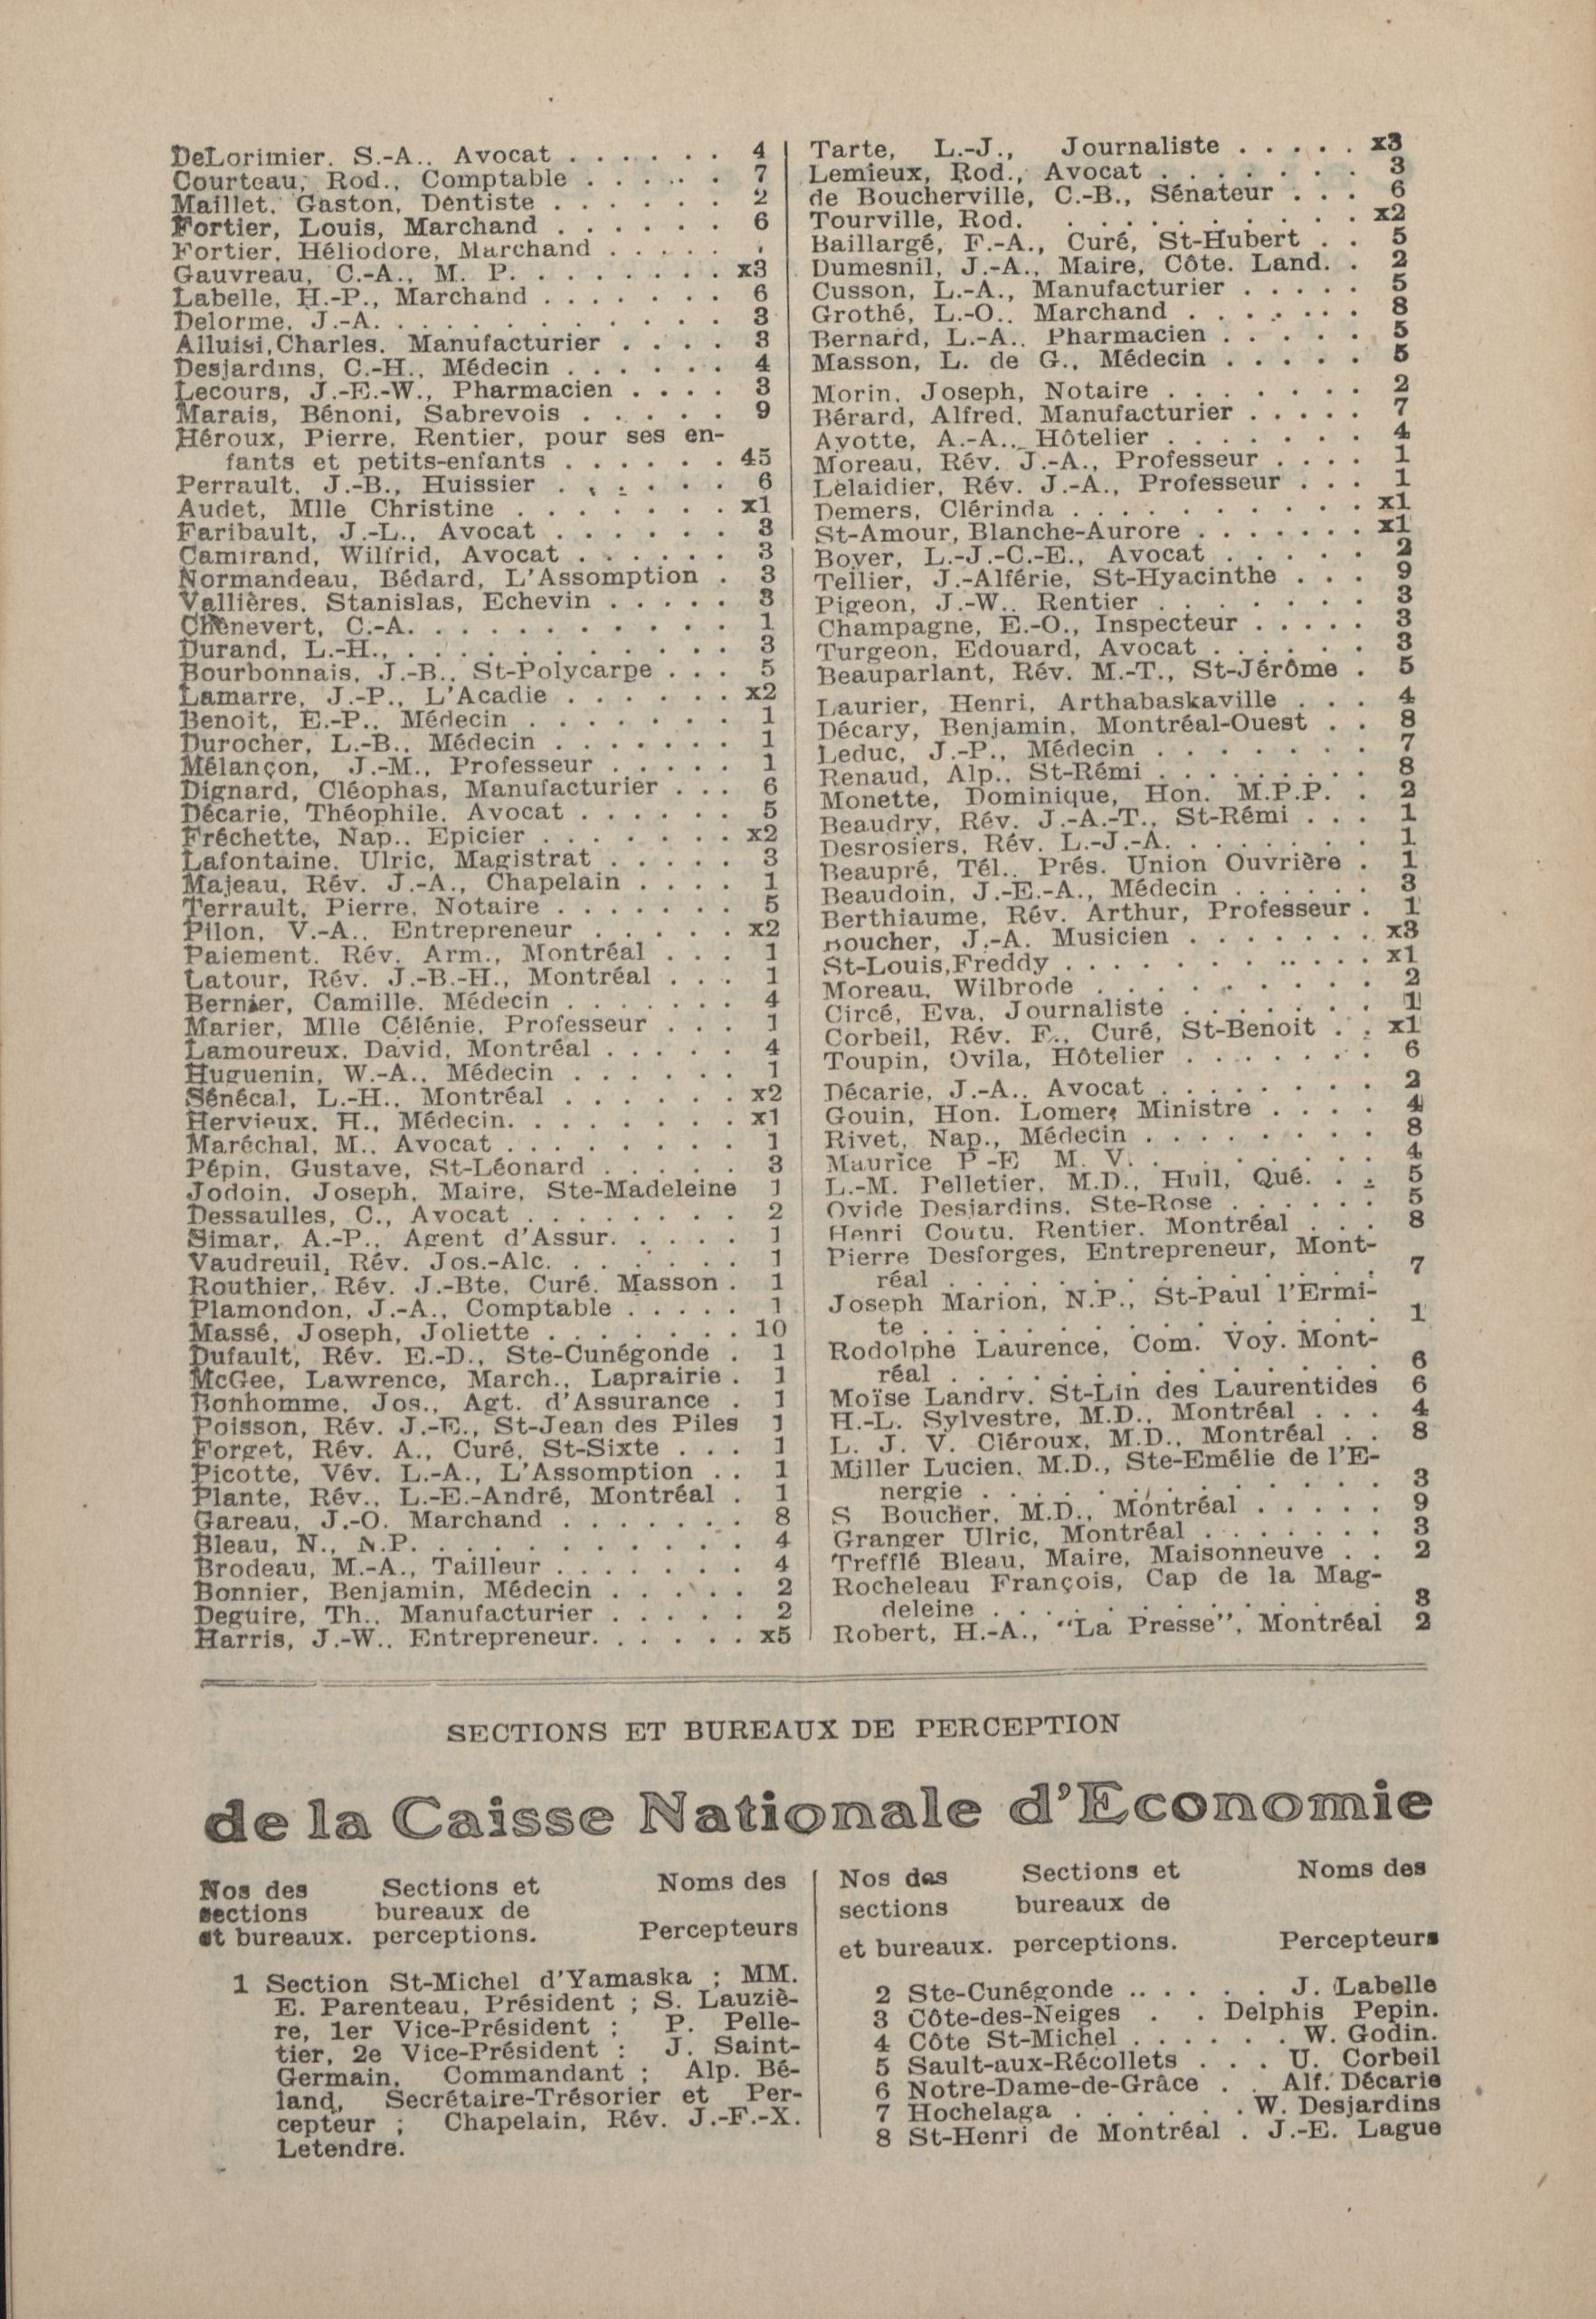 DeLorimier. S.-A.. Avocat . . . . . . 4
Courteau, Rod., Comptable . . . . . . 7
Maillet. Gaston, Dentiste . . . . . . 2
Fortier, Louis, Marchand . . . . . . 6
Fortier, Héliodore, Marchand . . . . .
Gauvreau, C.-A., M. P. . . . . . . . x3
Labelle, H.-P., Marchand . . . . . . . 6
Delorme, J.-A. . . . . . . . . . . . 3
Alluisi,Charles. Manufacturier . . . . 3
Desjardins, C.-H., Médecin . . . . . . 4
Lecours, J.-E.-W., Pharmacien . . . . 3
Marais, Bénoni, Sabrevois . . . . . 9
Héroux, Pierre, Rentier, pour ses en-
fants et petits-enfants . . . . . . 45
Perrault. J.-B., Huissier . . . . . . 6
Audet, Mlle Christine . . . . . . . x1
Faribault, J.-L., Avocat . . . . . . 3
Camirand, Wilfrid, Avocat . . . . . . 3
Normandeau, Bédard, L'Assomption . 3
Vallières. Stanislas, Echevin . . . . . 3
Chenevert, C.-A. . . . . . . . . . . 1
Durand, L.-H., . . . . . . . . . . . 3
Bourbonnais, J.-B.. St-Polycarpe . . . 5
Lamarre, J.-P., L'Acadie . . . . . . x2
Benoit, E.-P.. Médecin . . . . . . . 1
Durocher, L.-B.. Médecin . . . . . . . 1
Mélançon, J.-M., Professeur . . . . . 1
Dignard, Cléophas, Manufacturier . . . 6
Décarie, Théophile. Avocat . . . . . . 5
Fréchette, Nap.. Epicier . . . . . . . x2
Lafontaine. Ulric, Magistrat . . . . . 3
Majeau, Rév. J.-A., Chapelain . . . . 1
Terrault, Pierre, Notaire . . . . . . . 5
Pilon, V.-A.. Entrepreneur . . . . . x2
Paiement. Rév. Arm., Montréal . . . 1
Latour, Rév. J.-B.-H., Montréal . . . 1
Bernier, Camille. Médecin . . . . . . . 4
Marier, Mlle Célénie, Professeur . . . 1
Lamoureux. David, Montréal . . . . . 4
Huguenin, W.-A.. Médecin . . . . . . 1
Sénécal, L.-H.. Montréal . . . . . . x2
Hervieux. H., Médecin. . . . . . . . x1
Maréchal, M.. Avocat . . . . . . . . 1
Pépin, Gustave, St-Léonard . . . . . 3
Jodoin, Joseph, Maire, Ste-Madeleine 1
Dessaulles, C., Avocat . . . . . . . . 2
Simar, A.-P., Agent d'Assur. . . . . 1
Vaudreuil, Rév. Jos.-Alc. . . . . . . 1
Routhier, Rév. J.-Bte, Curé. Masson . 1
Plamondon, J.-A., Comptable . . . . . 1
Massé, Joseph, Joliette . . . . . . . 10
Dufault, Rév. E.-D., Ste-Cunégonde . 1
McGee, Lawrence, March., Laprairie . 1
Bonhomme, Jos., Agt. d'Assurance . 1
Poisson, Rév. J.-E., St-Jean des Piles 1
Forget, Rév. A., Curé, St-Sixte . . . 1
Picotte, Vév. L.-A., L'Assomption . . 1
Plante, Rév.. L.-E.-André, Montréal . 1
Gareau, J.-O. Marchand . . . . . . . 8
Bleau, N., N.P. . . . . . . . . . . 4
Brodeau, M.-A., Tailleur . . . . . . . 4
Bonnier, Benjamin, Médecin . . . . . 2
Deguire, Th.. Manufacturier . . . . . 2
Harris, J.-W.. Entrepreneur. . . . . . x5
Tarte, L.-J., Journaliste . . . . . x3
Lemieux, Rod., Avocat . . . . . . . 3
de Boucherville, C.-B., Sénateur . . . 6
Tourville, Rod. . . . . . . . . . . x2
Baillargé, F.-A., Curé, St-Hubert . . 5
Dumesnil, J.-A., Maire, Côte. Land. . 2
Cusson, L.-A., Manufacturier . . . . . 5
Grothé, L.-O.. Marchand . . . . . . . 8
Bernard, L.-A.. Pharmacien . . . . . 5
Masson, L. de G., Médecin . . . . . 5
Morin, Joseph, Notaire . . . . . . . 2
Bérard, Alfred, Manufacturier . . . . . 7
Ayotte, A.-A.. Hôtelier . . . . . . . 4
Moreau, Rév. J.-A., Professeur . . . . 1
Lelaidier, Rév. J.-A., Professeur . . . 1
Demers, Clérinda . . . . . . . . . . x1
St-Amour, Blanche-Aurore . . . . . . . x1
Boyer, L.-J.-C.-E., Avocat . . . . . 2
Tellier, J.-Alférie, St-Hyacinthe . . . 9
Pigeon, J.-W.. Rentier . . . . . . . 3
Champagne, E.-O., Inspecteur . . . . . 3
Turgeon, Edouard, Avocat . . . . . . 3
Beauparlant, Rév. M.-T., St-Jérôme . 5
Laurier, Henri, Arthabaskaville . . . 4
Décary, Benjamin, Montréal-Ouest . . 8
Leduc, J.-P., Médecin . . . . . . . 7
Renaud, Alp., St-Rémi . . . . . . . . 8
Monette, Dominique, Hon. M.P.P. . 2
Beaudry, Rév. J.-A.-T., St-Rémi . . . 1
Desrosiers, Rév. L.-J.-A. . . . . . . 1
Beaupré, Tél.. Prés. Union Ouvrière . 1
Beaudoin, J.-E.-A., Médecin . . . . . . 3
Berthiaume, Rév. Arthur, Professeur . 1
Boucher, J.-A. Musicien . . . . . . . x3
St-Louis,Freddy . . . . . . . . . . . x1
Moreau, Wilbrode . . . . . . . . . . 2
Circé, Eva, Journaliste . . . . . . . 1
Corbeil, Rév. F., Curé, St-Benoit . . x1
Toupin, Ovila, Hôtelier . . . . . . . 6
Décarie, J.-A.. Avocat . . . . . . . . 2
Gouin, Hon. Lomer, Ministre . . . . 4
Rivet, Nap., Médecin . . . . . . . . 8
Maurice P -E M. V. . . . . . . . . 4
L.-M. Pelletier, M.D., Hull, Qué. . . 5
Ovide Desjardins, Ste-Rose . . . . . . 5
Henri Coutu. Rentier. Montréal . . . 8
Pierre Desforges, Entrepreneur, Mont-
réal . . . . . . . . . . . 7
Joseph Marion, N.P., St-Paul l'Ermi-
te . . . . . . . . . . . . 1
Rodolphe Laurence, Com. Voy. Mont-
réal . . . . . . . . . . . 6
Moïse Landry. St-Lin des Laurentides 6
H.-L. Sylvestre, M.D., Montréal . . . 4
L. J. V. Cléroux, M.D., Montréal . . 8
Miller Lucien, M.D., Ste-Emélie de l'E-
nergie . . . . . . . . . . 3
S Boucher, M.D., Montréal . . . . . 9
Granger Ulric, Montréal . . . . . . . 3
Trefflé Bleau, Maire, Maisonneuve . . 2
Rocheleau François, Cap de la Mag-
deleine . . . . . . . . . . 3
Robert, H.-A., "La Presse", Montréal 2
SECTIONS ET BUREAUX DE PERCEPTION
de la Caisse Nationale d'Economie
Nos des Sections et Noms des
sections bureaux de
et bureaux. perceptions. Percepteurs
1 Section St-Michel d'Yamaska ; MM.
E. Parenteau, Président ; S. Lauziè-
re, 1er Vice-Président ; P. Pelle-
tier, 2e Vice-Président : J. Saint-
Germain, Commandant ; Alp. Bé-
land, Secrétaire-Trésorier et Per-
cepteur ; Chapelain, Rév. J.-F.-X.
Letendre.
Nos des Sections et Noms des
sections bureaux de
et bureaux. perceptions. Percepteurs
2 Ste-Cunégonde . . . . . . J. Labelle
3 Côte-des-Neiges . . Delphis Pepin.
4 Côte St-Michel . . . . . . W. Godin.
5 Sault-aux-Récollets . . . U. Corbeil
6 Notre-Dame-de-Grâce . . Alf. Décarie
7 Hochelaga . . . . . . W. Desjardins
8 St-Henri de Montréal . J.-E. Lague